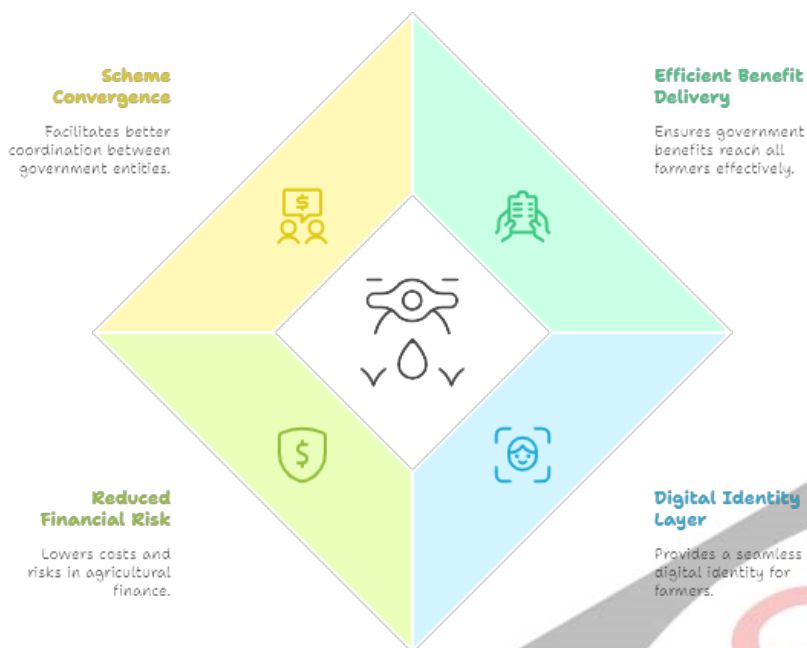 Scheme
Convergence
Facilitates better
coordination between
government entities.
Efficient Benefit
Delivery
Ensures government
benefits reach all
farmers effectively.
$
$
Reduced
Financial Risk
Lowers costs and
risks in agricultural
finance.
Digital Identity
Layer
Provides a seamless
digital identity for
farmers.